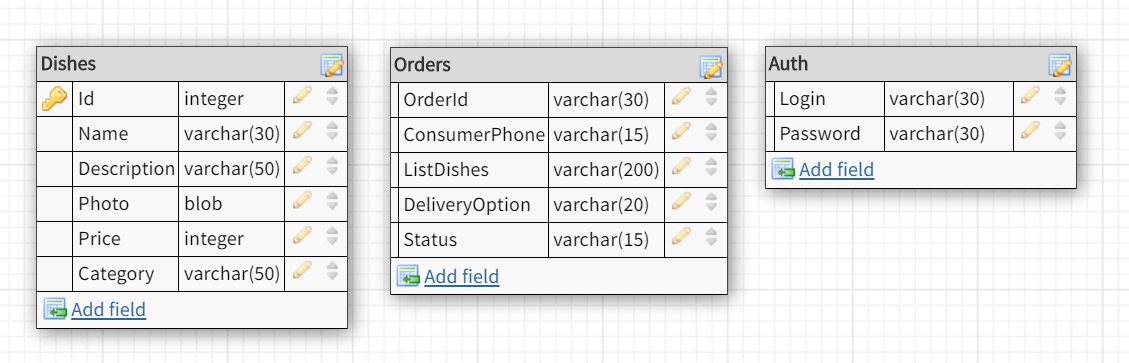 Dishes
Id integer
Name varchar(30)
Description varchar(50)
Photo blob
Price integer
Category varchar(50)
Add field
Orders
OrderId varchar(30)
ConsumerPhone varchar(15)
ListDishes varchar(200)
DeliveryOption varchar(20)
Status varchar(15)
Add field
Auth
Login varchar(30)
Password varchar(30)
Add field